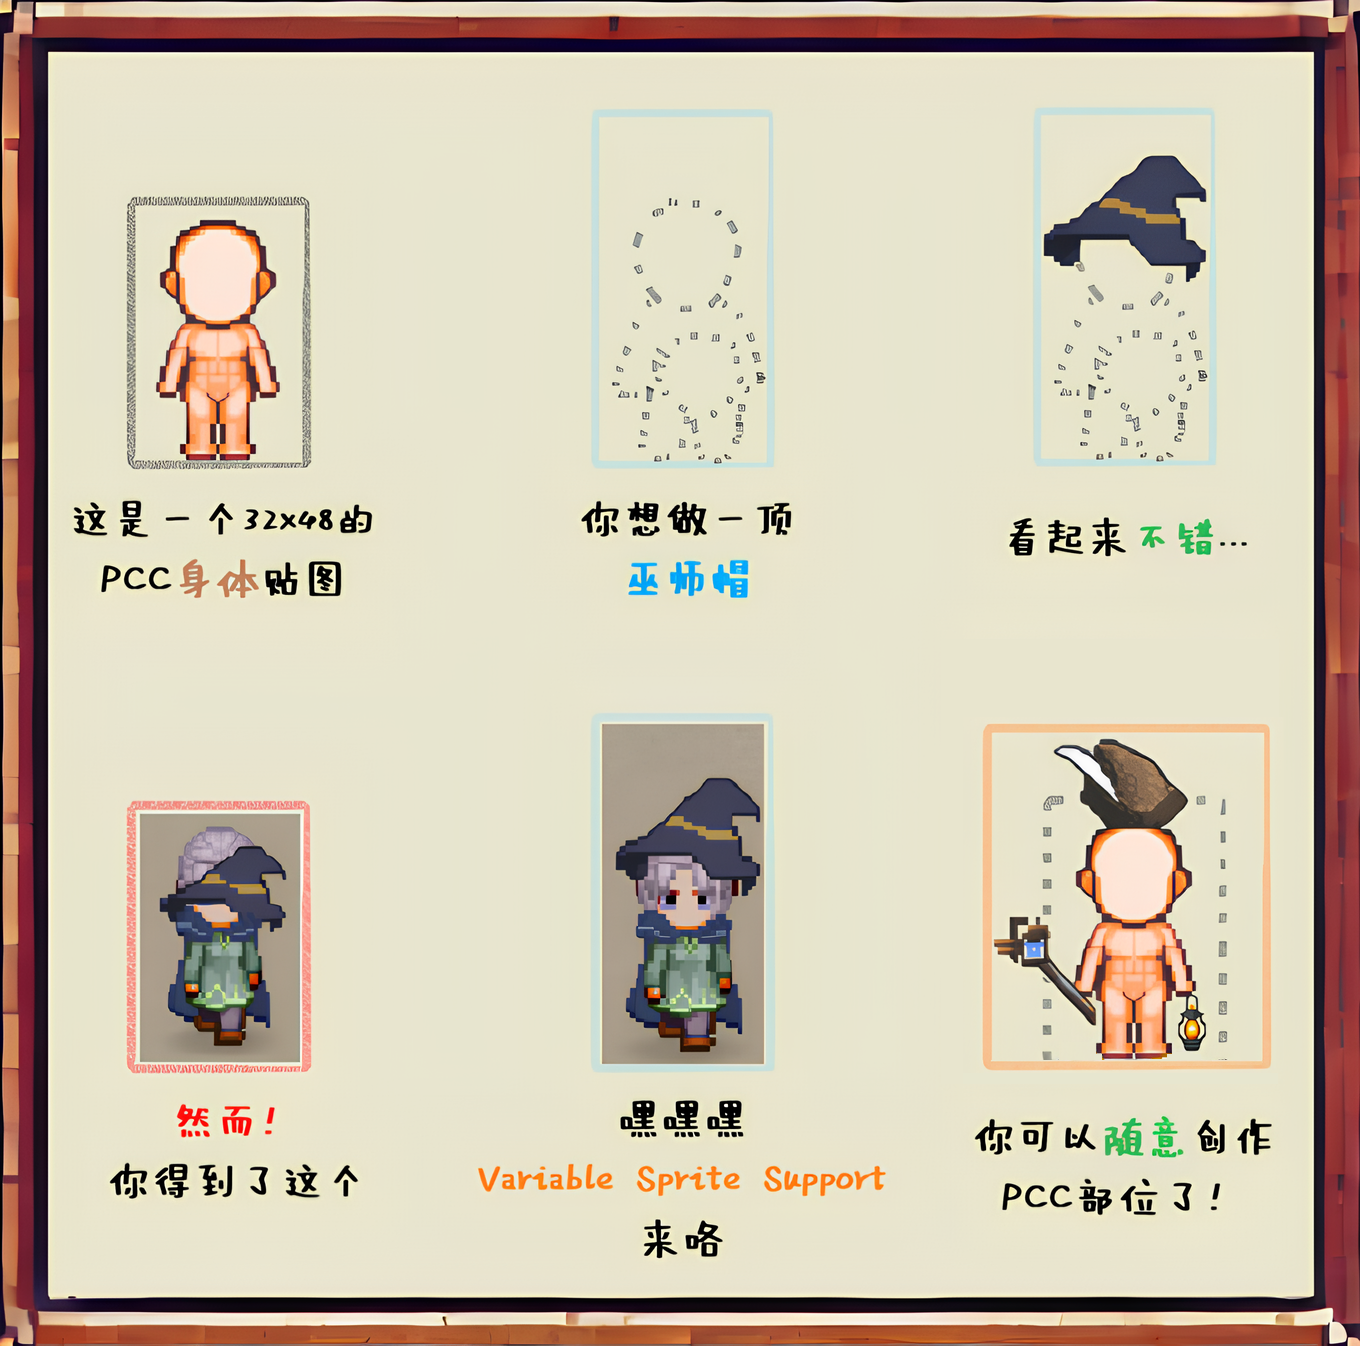 这是一个32x48的
PCC身体贴图
你想做一顶
巫师帽
看起来不错...
然而!
你得到了这个
嘿嘿嘿
Variable Sprite Support
来咯
你可以随意创作
PCC部位了!